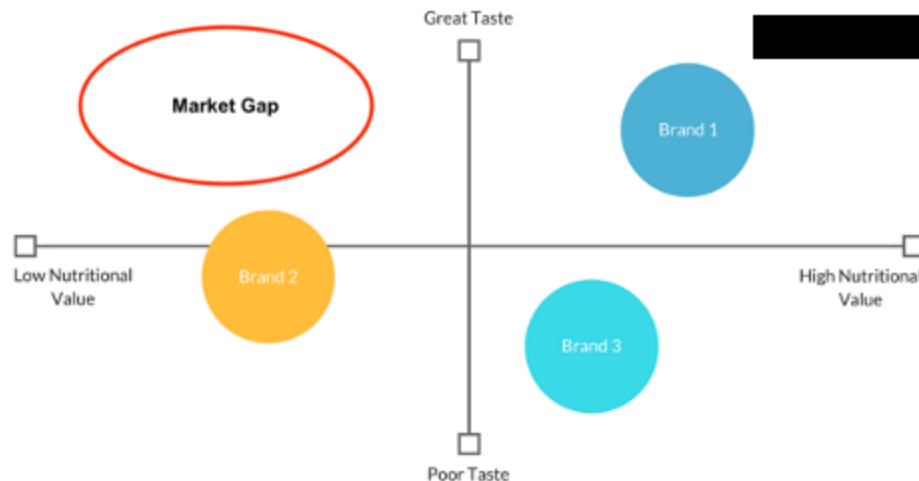 Great Taste
Market Gap
Brand 1
Low Nutritional
Value
Brand 2
High Nutritional
Value
Brand 3
Poor Taste